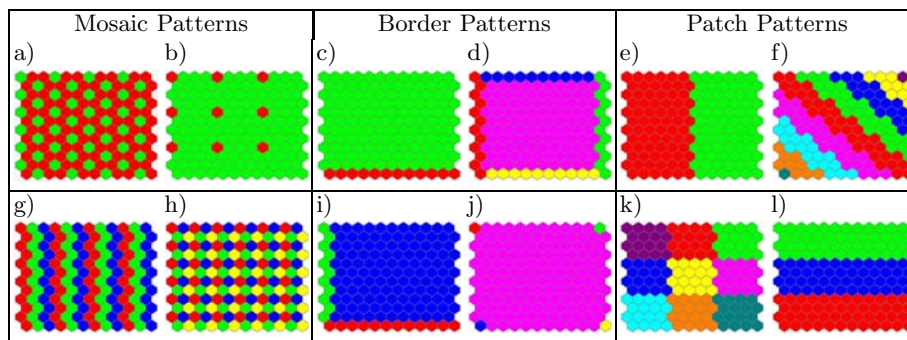 Mosaic Patterns Border Patterns Patch Patterns
a) b) c) d) e) f)
g) h) i) j) k) l)